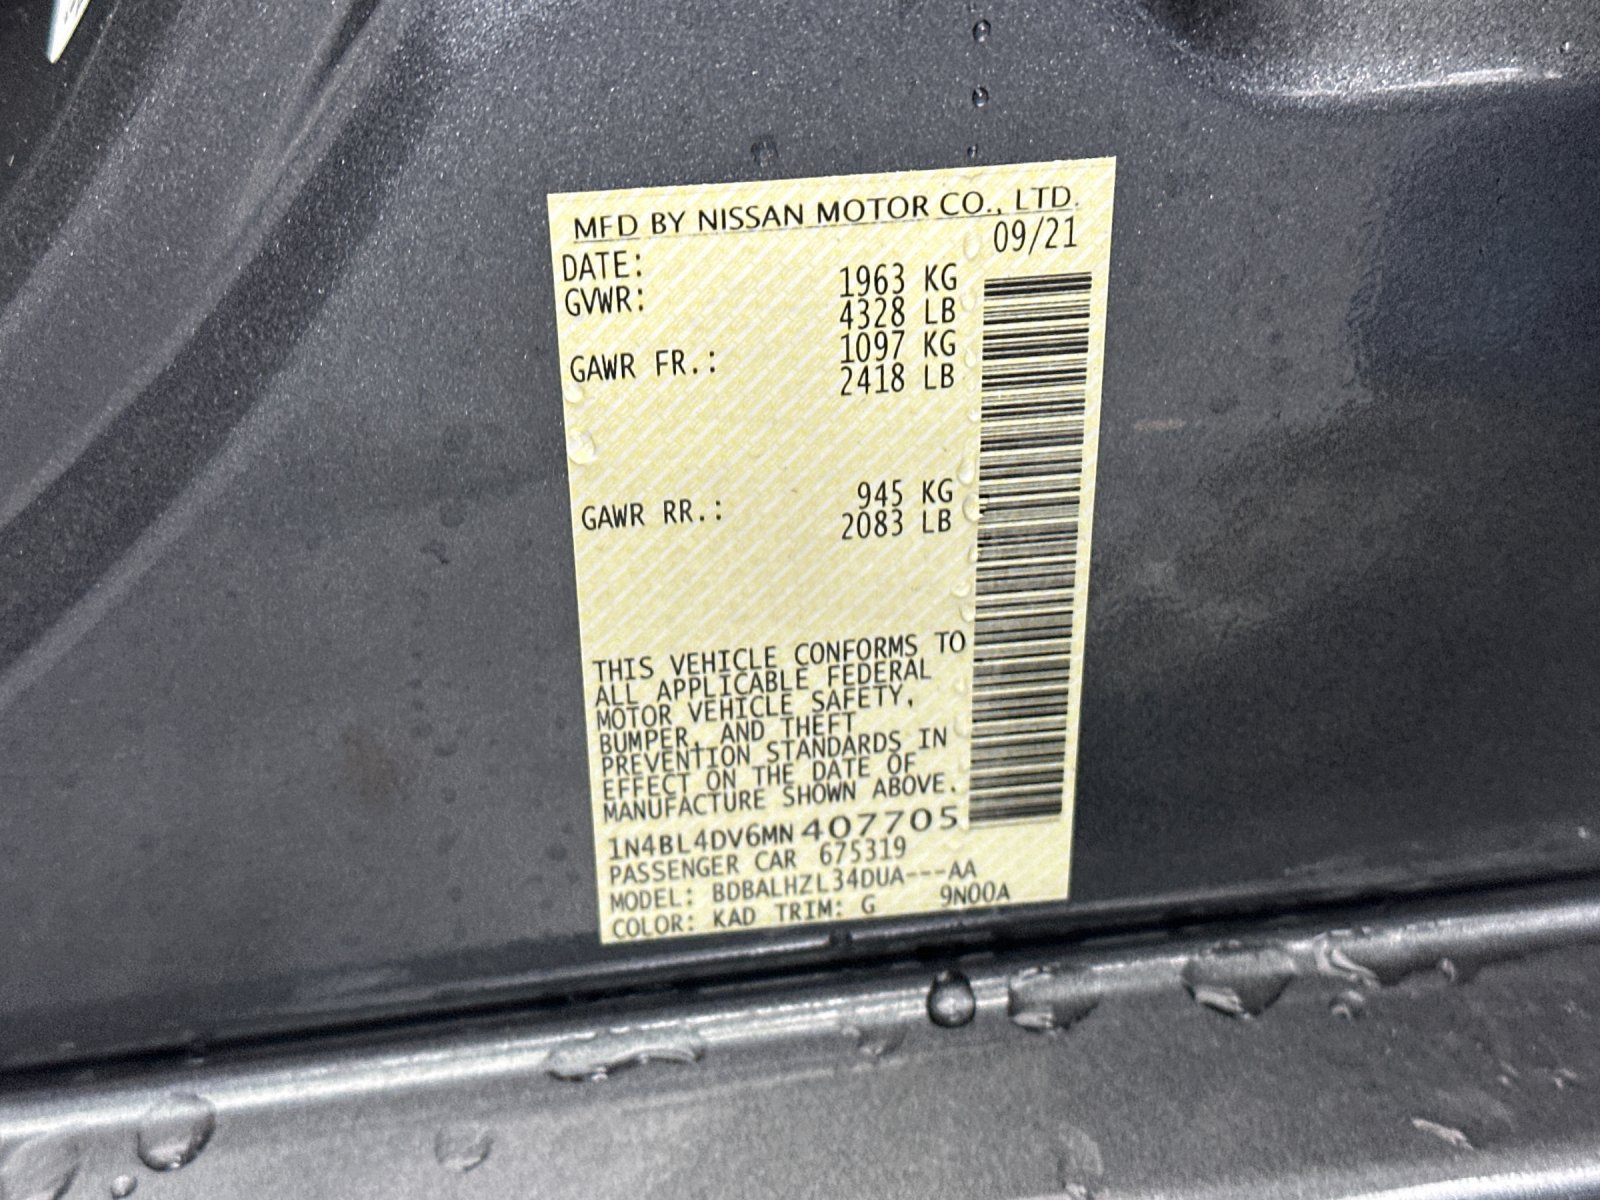 MFD BY NISSAN MOTOR CO., LTD.
DATE: 09/21
GVWR: 1963 KG
4328 LB
GAWR FR.: 1097 KG
2418 LB
GAWR RR.: 945 KG
2083 LB
THIS VEHICLE CONFORMS TO
ALL APPLICABLE FEDERAL
MOTOR VEHICLE SAFETY,
BUMPER, AND THEFT
PREVENTION STANDARDS IN
EFFECT ON THE DATE OF
MANUFACTURE SHOWN ABOVE.
1N4BL4DV6MN407705
PASSENGER CAR 675319
MODEL: BDBALHZL34DUA---AA
COLOR: KAD TRIM: G 9N00A